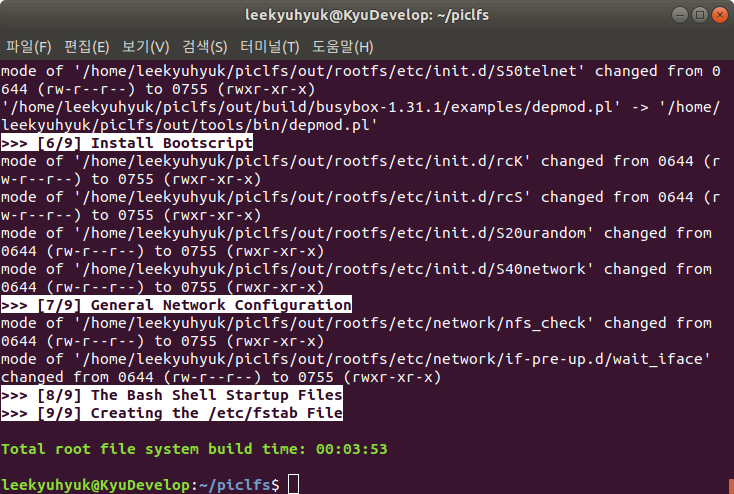 leekyuhyuk@KyuDevelop: ~/piclfs
파일(F) 편집(E) 보기(V) 검색(S) 터미널(T) 도움말(H)
mode of '/home/leekyuhyuk/piclfs/out/rootfs/etc/init.d/S50telnet' changed from 0
644 (rw-r--r--) to 0755 (rwxr-xr-x)
'/home/leekyuhyuk/piclfs/out/build/busybox-1.31.1/examples/depmod.pl' -> '/home/
leekyuhyuk/piclfs/out/tools/bin/depmod.pl'
>>> [6/9] Install Bootscript
mode of '/home/leekyuhyuk/piclfs/out/rootfs/etc/init.d/rcK' changed from 0644 (r
w-r--r--) to 0755 (rwxr-xr-x)
mode of '/home/leekyuhyuk/piclfs/out/rootfs/etc/init.d/rcS' changed from 0644 (r
w-r--r--) to 0755 (rwxr-xr-x)
mode of '/home/leekyuhyuk/piclfs/out/rootfs/etc/init.d/S20urandom' changed from
0644 (rw-r--r--) to 0755 (rwxr-xr-x)
mode of '/home/leekyuhyuk/piclfs/out/rootfs/etc/init.d/S40network' changed from
0644 (rw-r--r--) to 0755 (rwxr-xr-x)
>>> [7/9] General Network Configuration
mode of '/home/leekyuhyuk/piclfs/out/rootfs/etc/network/nfs_check' changed from
0644 (rw-r--r--) to 0755 (rwxr-xr-x)
mode of '/home/leekyuhyuk/piclfs/out/rootfs/etc/network/if-pre-up.d/wait_iface'
changed from 0644 (rw-r--r--) to 0755 (rwxr-xr-x)
>>> [8/9] The Bash Shell Startup Files
>>> [9/9] Creating the /etc/fstab File
Total root file system build time: 00:03:53
leekyuhyuk@KyuDevelop:~/piclfs$